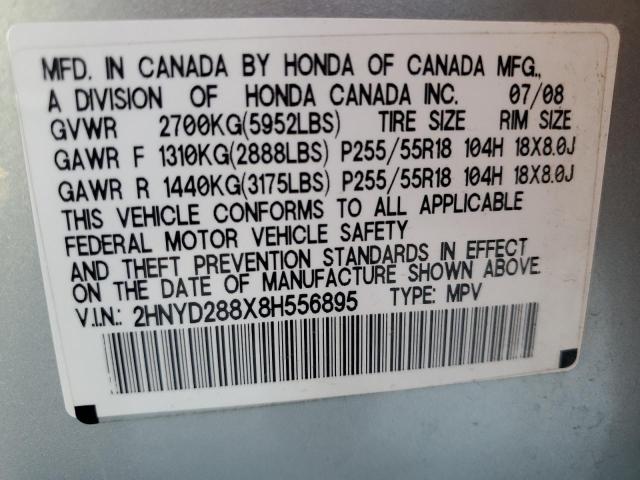 MFD. IN CANADA BY HONDA OF CANADA MFG.,
A DIVISION OF HONDA CANADA INC. 07/08
GVWR 2700KG(5952LBS) TIRE SIZE RIM SIZE
GAWR F 1310KG(2888LBS) P255/55R18 104H 18X8.0J
GAWR R 1440KG(3175LBS) P255/55R18 104H 18X8.0J
THIS VEHICLE CONFORMS TO ALL APPLICABLE
FEDERAL MOTOR VEHICLE SAFETY
AND THEFT PREVENTION STANDARDS IN EFFECT
ON THE DATE OF MANUFACTURE SHOWN ABOVE.
V.I.N.: 2HNYD288X8H556895 TYPE: MPV